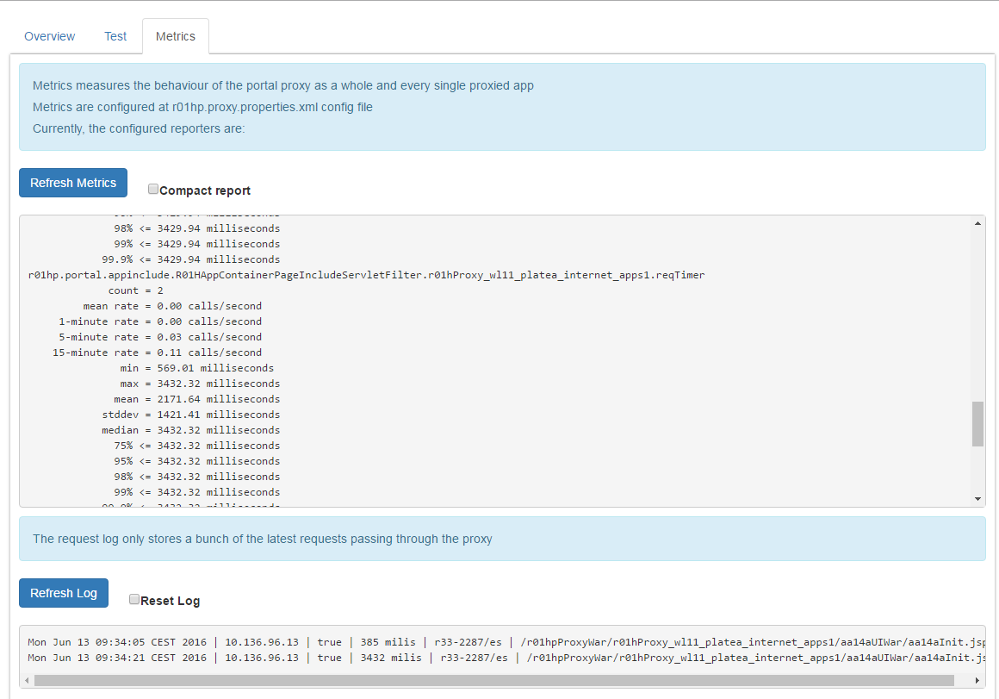 Overview Test Metrics
Metrics measures the behaviour of the portal proxy as a whole and every single proxied app
Metrics are configured at r01hp.proxy.properties.xml config file
Currently, the configured reporters are:
Refresh Metrics Compact report
98% <= 3429.94 milliseconds
99% <= 3429.94 milliseconds
99.9% <= 3429.94 milliseconds
r01hp.portal.appinclude.R01HAppContainerPageIncludeServletFilter.r01hProxy_wl11_platea_internet_apps1.reqTimer
count = 2
mean rate = 0.00 calls/second
1-minute rate = 0.00 calls/second
5-minute rate = 0.03 calls/second
15-minute rate = 0.11 calls/second
min = 569.01 milliseconds
max = 3432.32 milliseconds
mean = 2171.64 milliseconds
stddev = 1421.41 milliseconds
median = 3432.32 milliseconds
75% <= 3432.32 milliseconds
95% <= 3432.32 milliseconds
98% <= 3432.32 milliseconds
99% <= 3432.32 milliseconds
The request log only stores a bunch of the latest requests passing through the proxy
Refresh Log Reset Log
Mon Jun 13 09:34:05 CEST 2016 | 10.136.96.13 | true | 385 milis | r33-2287/es | /r01hpProxyWar/r01hProxy_wl11_platea_internet_apps1/aa14aUIWar/aa14aInit.jsp
Mon Jun 13 09:34:21 CEST 2016 | 10.136.96.13 | true | 3432 milis | r33-2287/es | /r01hpProxyWar/r01hProxy_wl11_platea_internet_apps1/aa14aUIWar/aa14aInit.js